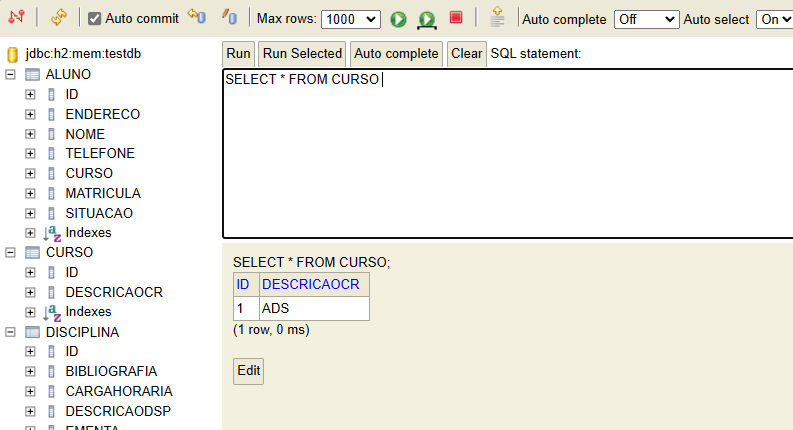 Auto commit Max rows: 1000 Auto complete Off Auto select On
jdbc:h2:mem:testdb
ALUNO
ID
ENDERECO
NOME
TELEFONE
CURSO
MATRICULA
SITUACAO
Indexes
CURSO
ID
DESCRICAOCR
Indexes
DISCIPLINA
ID
BIBLIOGRAFIA
CARGAHORARIA
DESCRICAODSP
EMENTA
Run Run Selected Auto complete Clear SQL statement:
SELECT * FROM CURSO
SELECT * FROM CURSO;
ID DESCRICAOCR
1 ADS
(1 row, 0 ms)
Edit